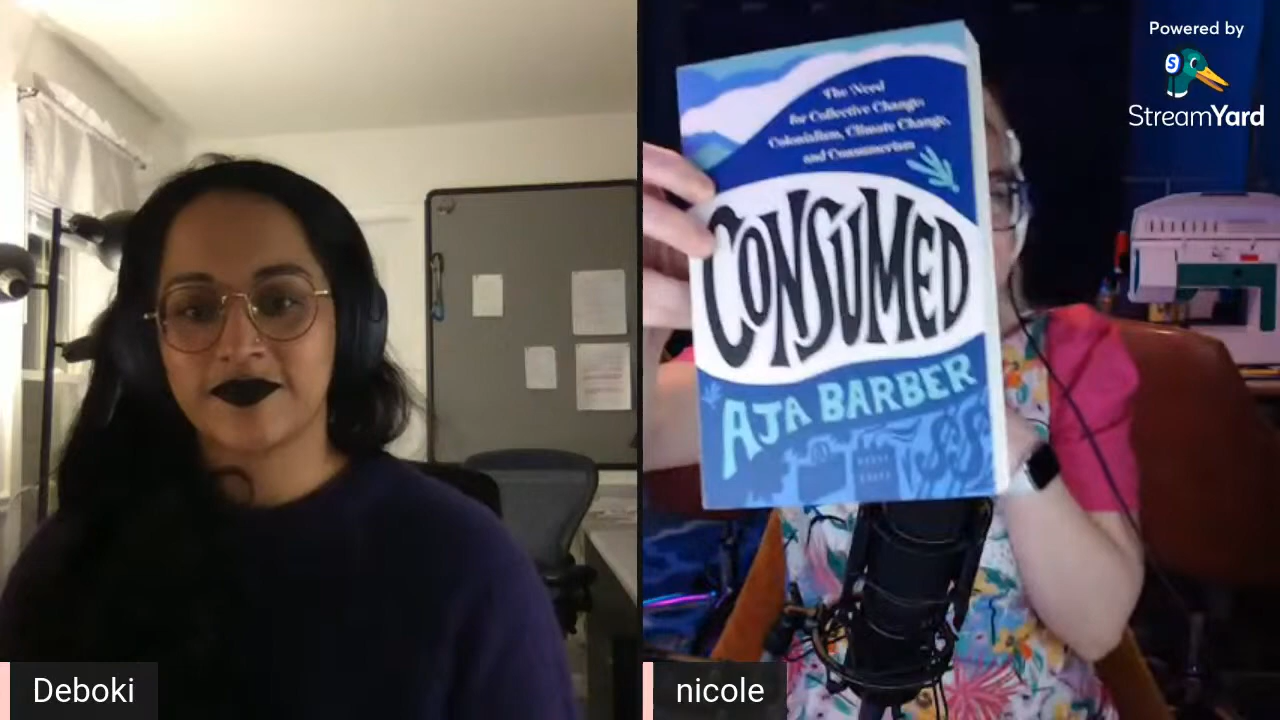 Powered by
S
StreamYard
The Need
for Collective Change:
Colonialism, Climate Change,
and Consumerism
CONSUMED
AJA BARBER
$$
Deboki
nicole